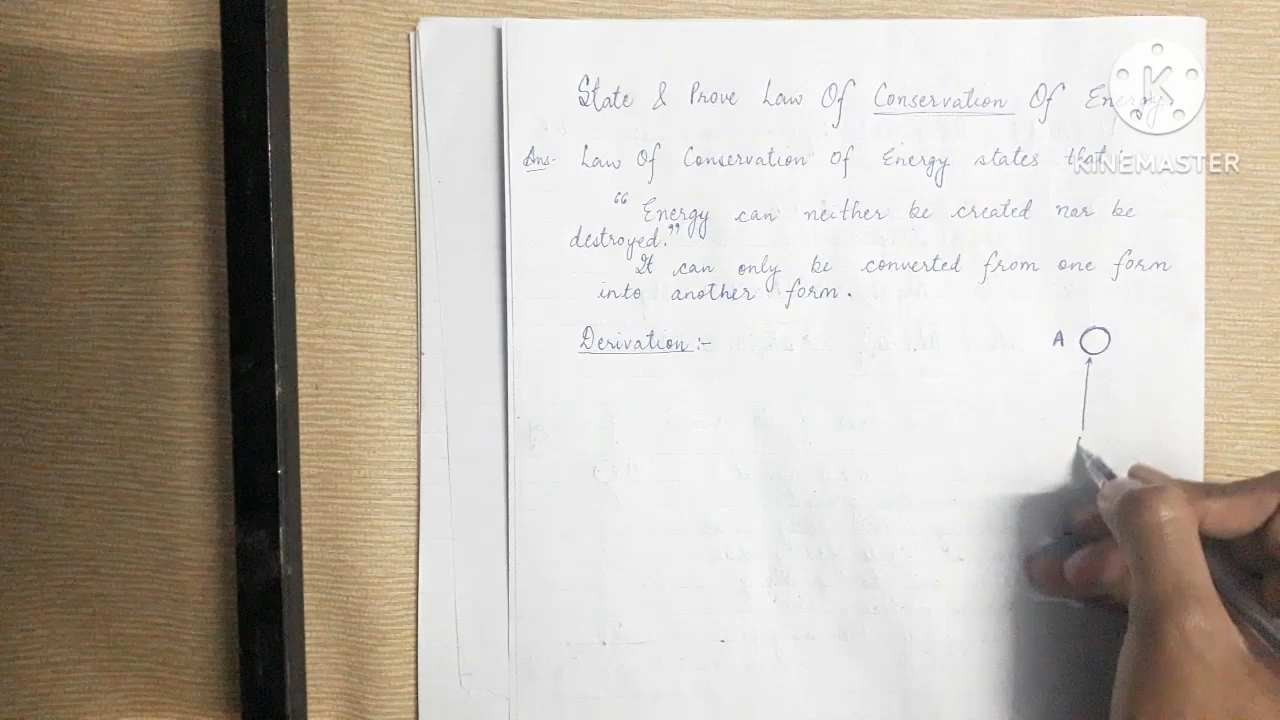 State & Prove Law Of Conservation Of Energy
K
KINEMASTER
Ans- Law Of Conservation Of Energy states that :
“ Energy can neither be created nor be
destroyed.”
It can only be converted from one form
into another form.
Derivation :-
A